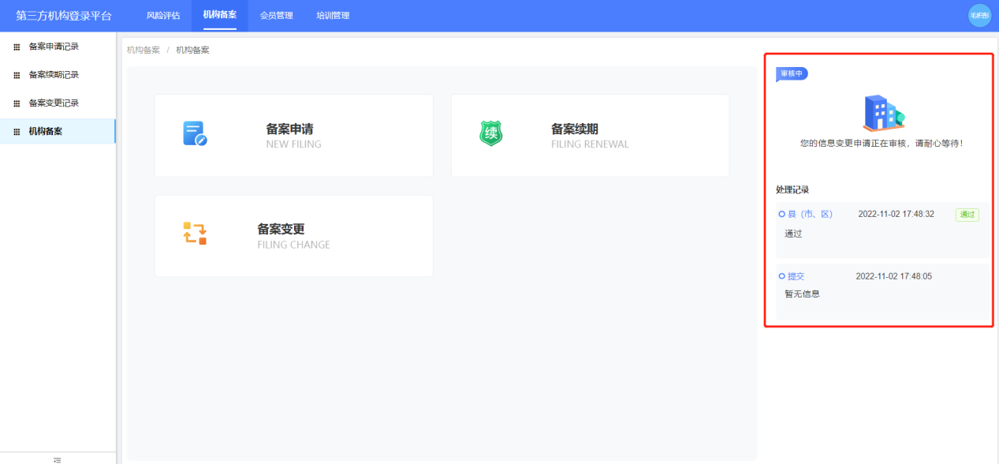 第三方机构登录平台
风险评估
机构备案
会员管理
培训管理
备案申请记录
备案续期记录
备案变更记录
机构备案
机构备案 / 机构备案
备案申请
NEW FILING
续
备案续期
FILING RENEWAL
备案变更
FILING CHANGE
审核中
您的信息变更申请正在审核，请耐心等待！
处理记录
县（市、区） 2022-11-02 17:48:32 通过
通过
提交 2022-11-02 17:48:05
暂无信息